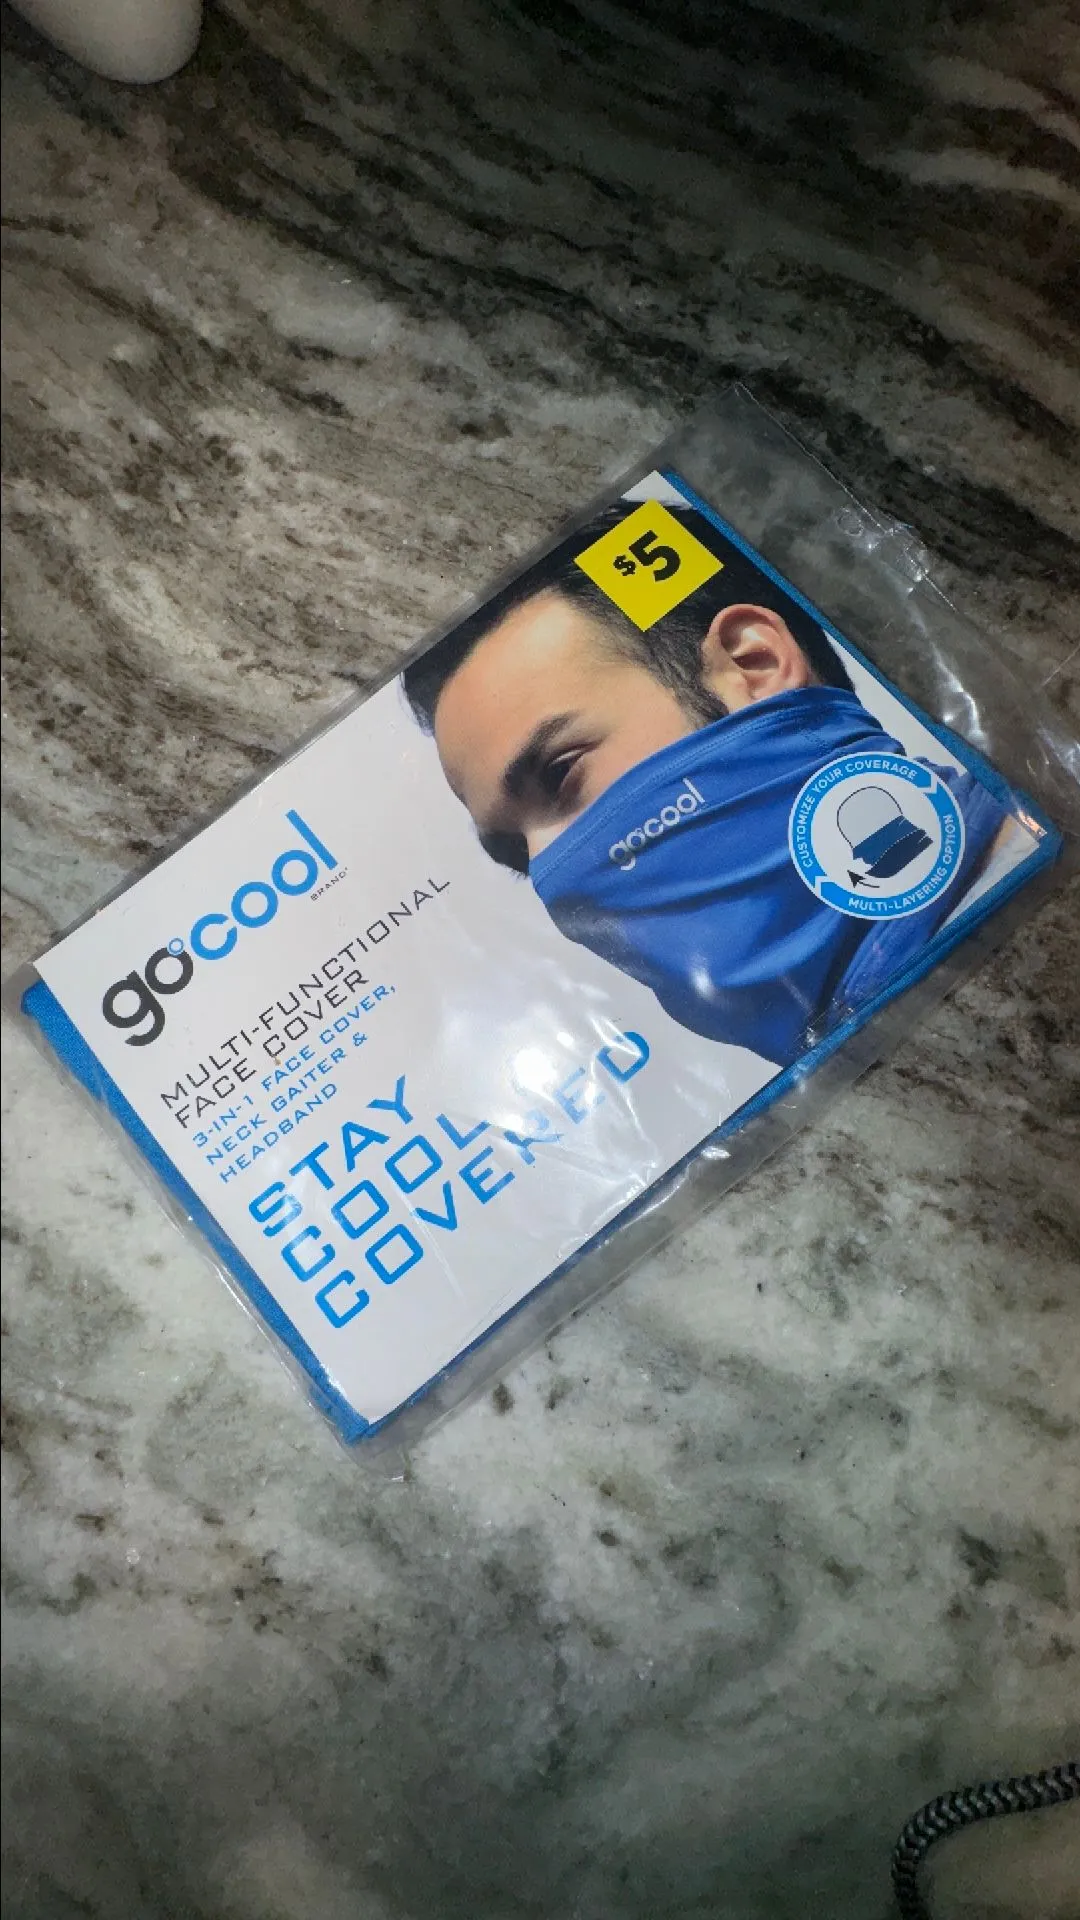 $5
gocool
BRAND*
MULTI-FUNCTIONAL
FACE COVER
3-IN-1 FACE COVER,
NECK GAITER &
HEADBAND
STAY
COOL
COVERED
gocool
CUSTOMIZE YOUR COVERAGE
MULTI-LAYERING OPTION